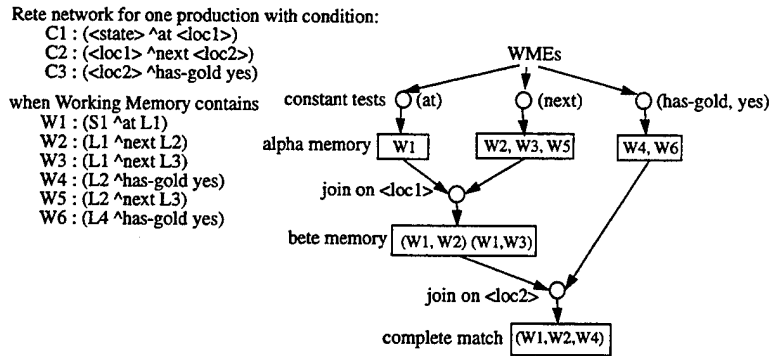 Rete network for one production with condition:
C1 : (<state> ^at <loc1>)
C2 : (<loc1> ^next <loc2>)
C3 : (<loc2> ^has-gold yes)
when Working Memory contains
W1 : (S1 ^at L1)
W2 : (L1 ^next L2)
W3 : (L1 ^next L3)
W4 : (L2 ^has-gold yes)
W5 : (L2 ^next L3)
W6 : (L4 ^has-gold yes)
WMEs
constant tests (at) (next) (has-gold, yes)
alpha memory W1 W2, W3, W5 W4, W6
join on <loc1>
bete memory (W1, W2) (W1,W3)
join on <loc2>
complete match (W1,W2,W4)